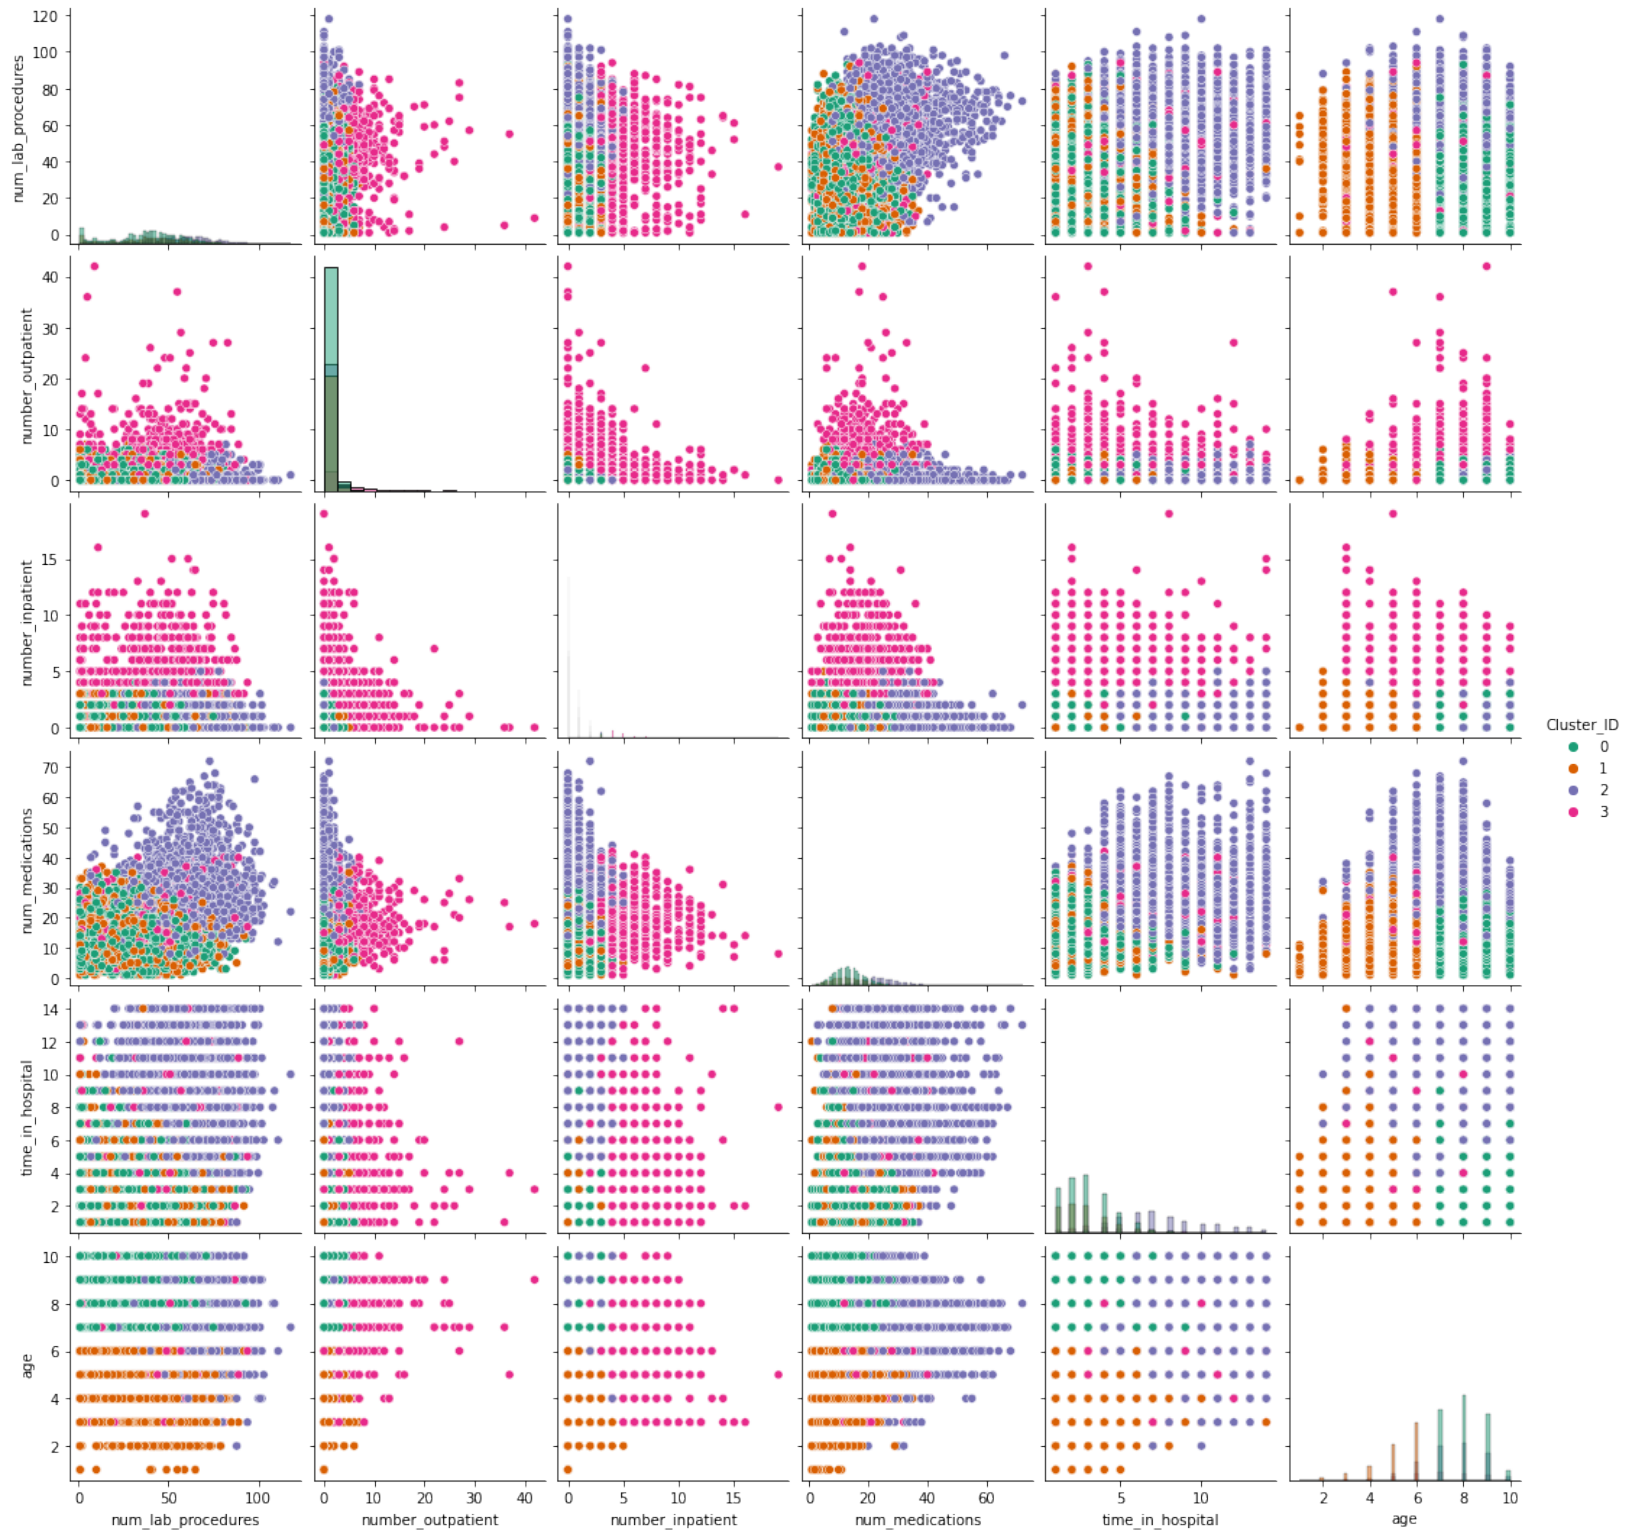 120
100
80
60
40
20
0
num_lab_procedures
40
30
20
10
0
number_outpatient
15
10
5
0
number_inpatient
Cluster_ID
0
1
2
3
70
60
50
40
30
20
10
0
num_medications
14
12
10
8
6
4
2
time_in_hospital
10
8
6
4
2
age
0 50 100
0 10 20 30 40
0 5 10 15
0 20 40 60
5 10
2 4 6 8 10
num_lab_procedures
number_outpatient
number_inpatient
num_medications
time_in_hospital
age